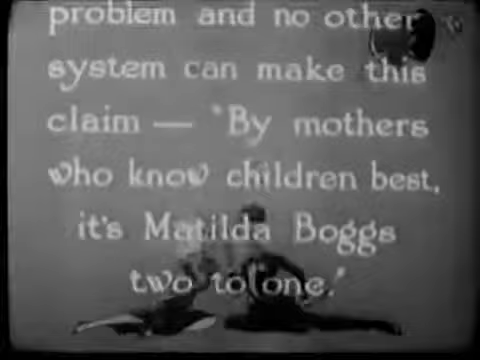 problem and no other
system can make this
claim — "By mothers
who know children best,
it's Matilda Boggs
two to one."